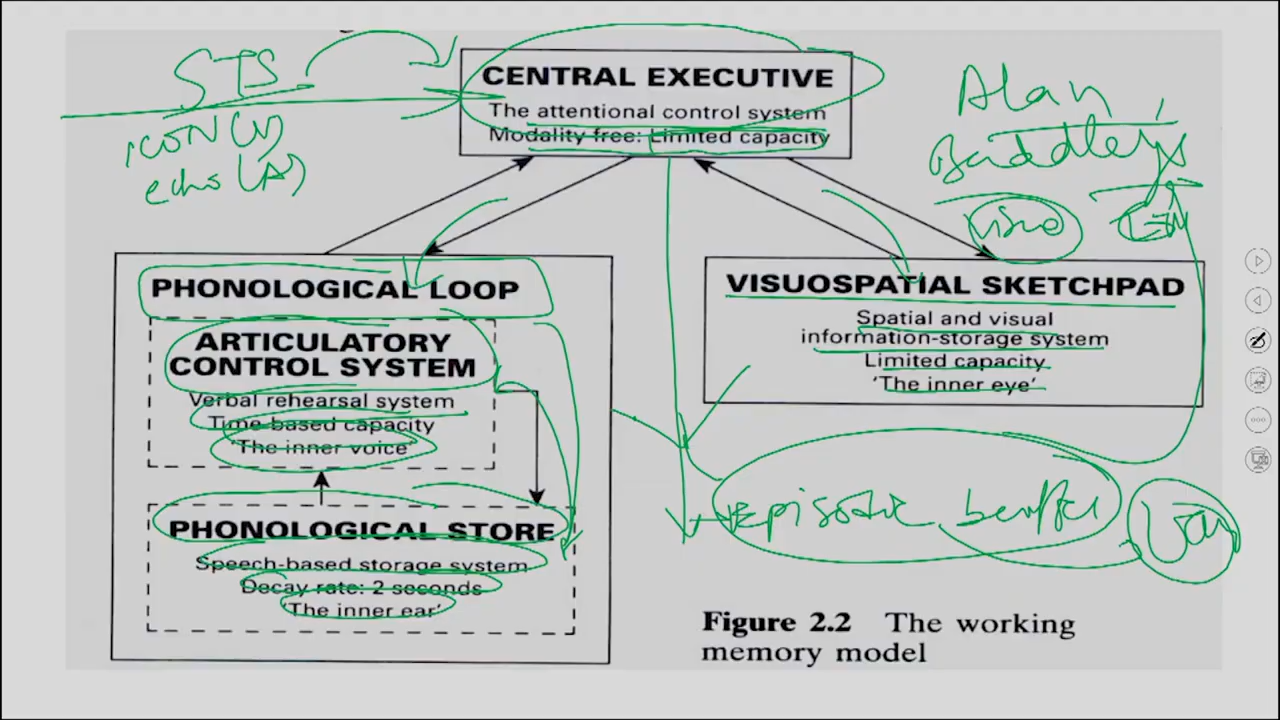 STS
ICON (V)
echo (A)
CENTRAL EXECUTIVE
The attentional control system
Modality free: Limited capacity
Alan
Baddley's
visuo
PHONOLOGICAL LOOP
ARTICULATORY
CONTROL SYSTEM
Verbal rehearsal system
Time-based capacity
'The inner voice'
PHONOLOGICAL STORE
Speech-based storage system
Decay rate: 2 seconds
'The inner ear'
VISUOSPATIAL SKETCHPAD
Spatial and visual
information-storage system
Limited capacity
'The inner eye'
episodic buffer
Figure 2.2 The working
memory model